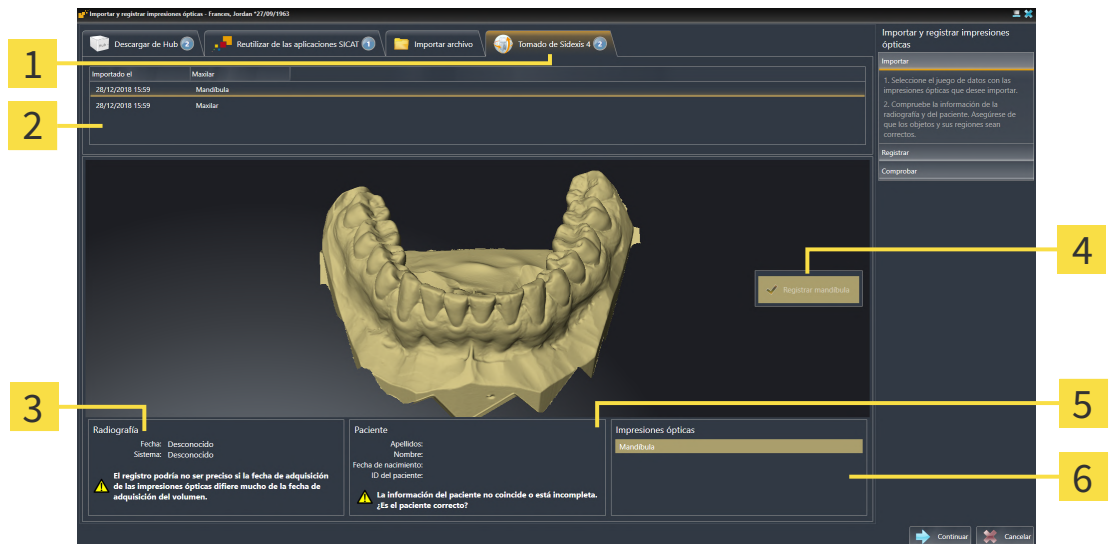 Importar y registrar impresiones ópticas - Frances, Jordan *27/09/1963
Descargar de Hub 2
Reutilizar de las aplicaciones SICAT 1
Importar archivo
Tomado de Sidexis 4 2
Importado el Maxilar
28/12/2018 15:59 Mandíbula
28/12/2018 15:59 Maxilar
Importar y registrar impresiones
ópticas
Importar
1. Seleccione el juego de datos con las
impresiones ópticas que desee importar.
2. Compruebe la información de la
radiografía y del paciente. Asegúrese de
que los objetos y sus regiones sean
correctos.
Registrar
Comprobar
1
2
3
4
5
6
Registrar mandíbula
Radiografía
Fecha: Desconocido
Sistema: Desconocido
El registro podría no ser preciso si la fecha de adquisición
de las impresiones ópticas difiere mucho de la fecha de
adquisición del volumen.
Paciente
Apellidos:
Nombre:
Fecha de nacimiento:
ID del paciente:
La información del paciente no coincide o está incompleta.
¿Es el paciente correcto?
Impresiones ópticas
Mandíbula
Continuar
Cancelar